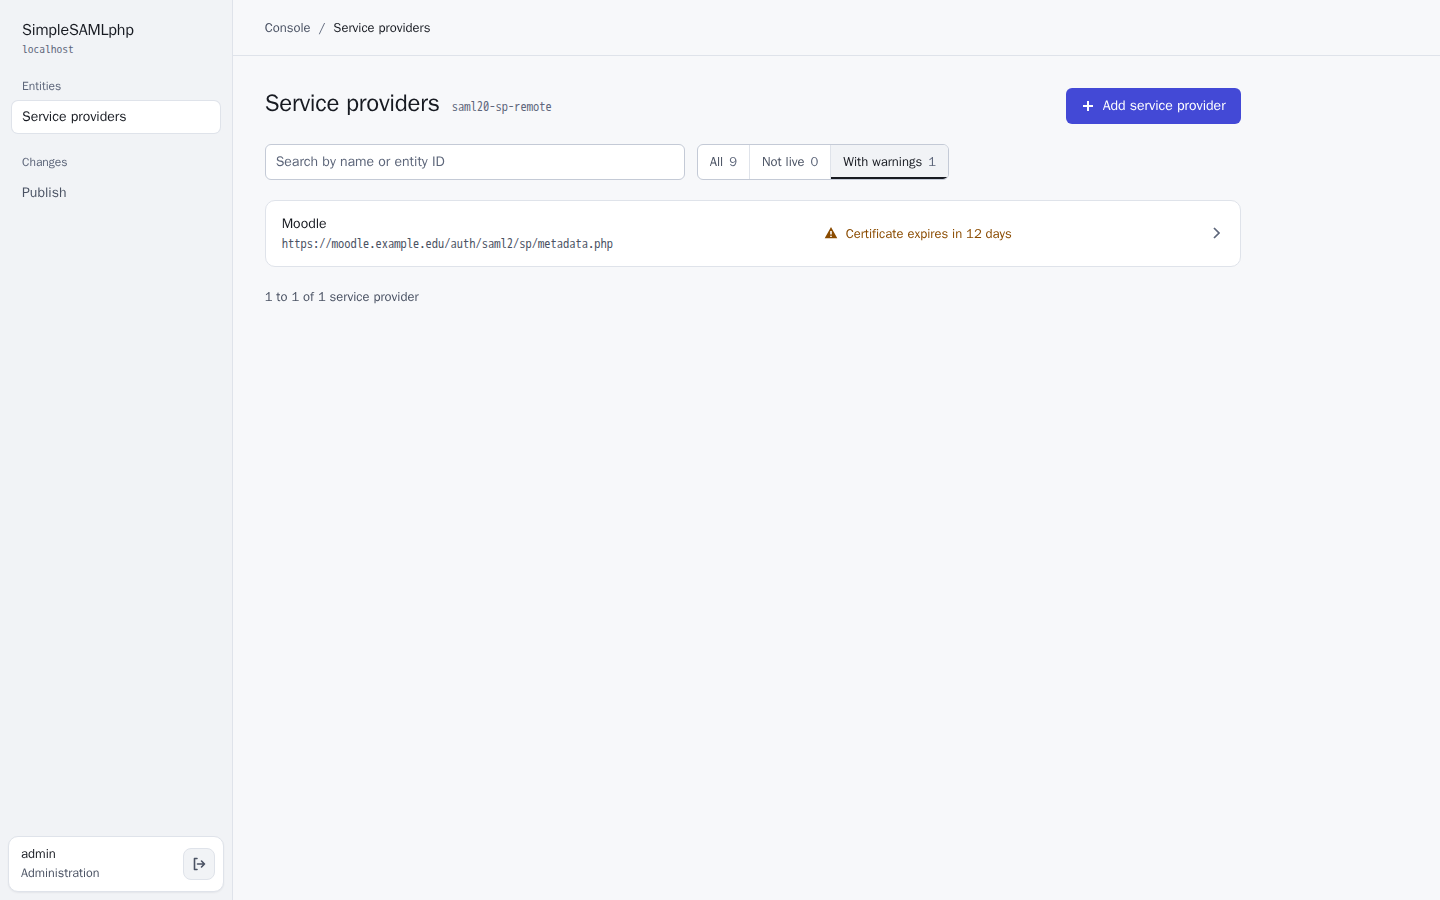 SimpleSAMLphp
localhost
Entities
Service providers
Changes
Publish
admin
Administration
Console / Service providers
Service providers saml20-sp-remote
Add service provider
Search by name or entity ID
All 9 Not live 0 With warnings 1
Moodle
https://moodle.example.edu/auth/saml2/sp/metadata.php
Certificate expires in 12 days
1 to 1 of 1 service provider